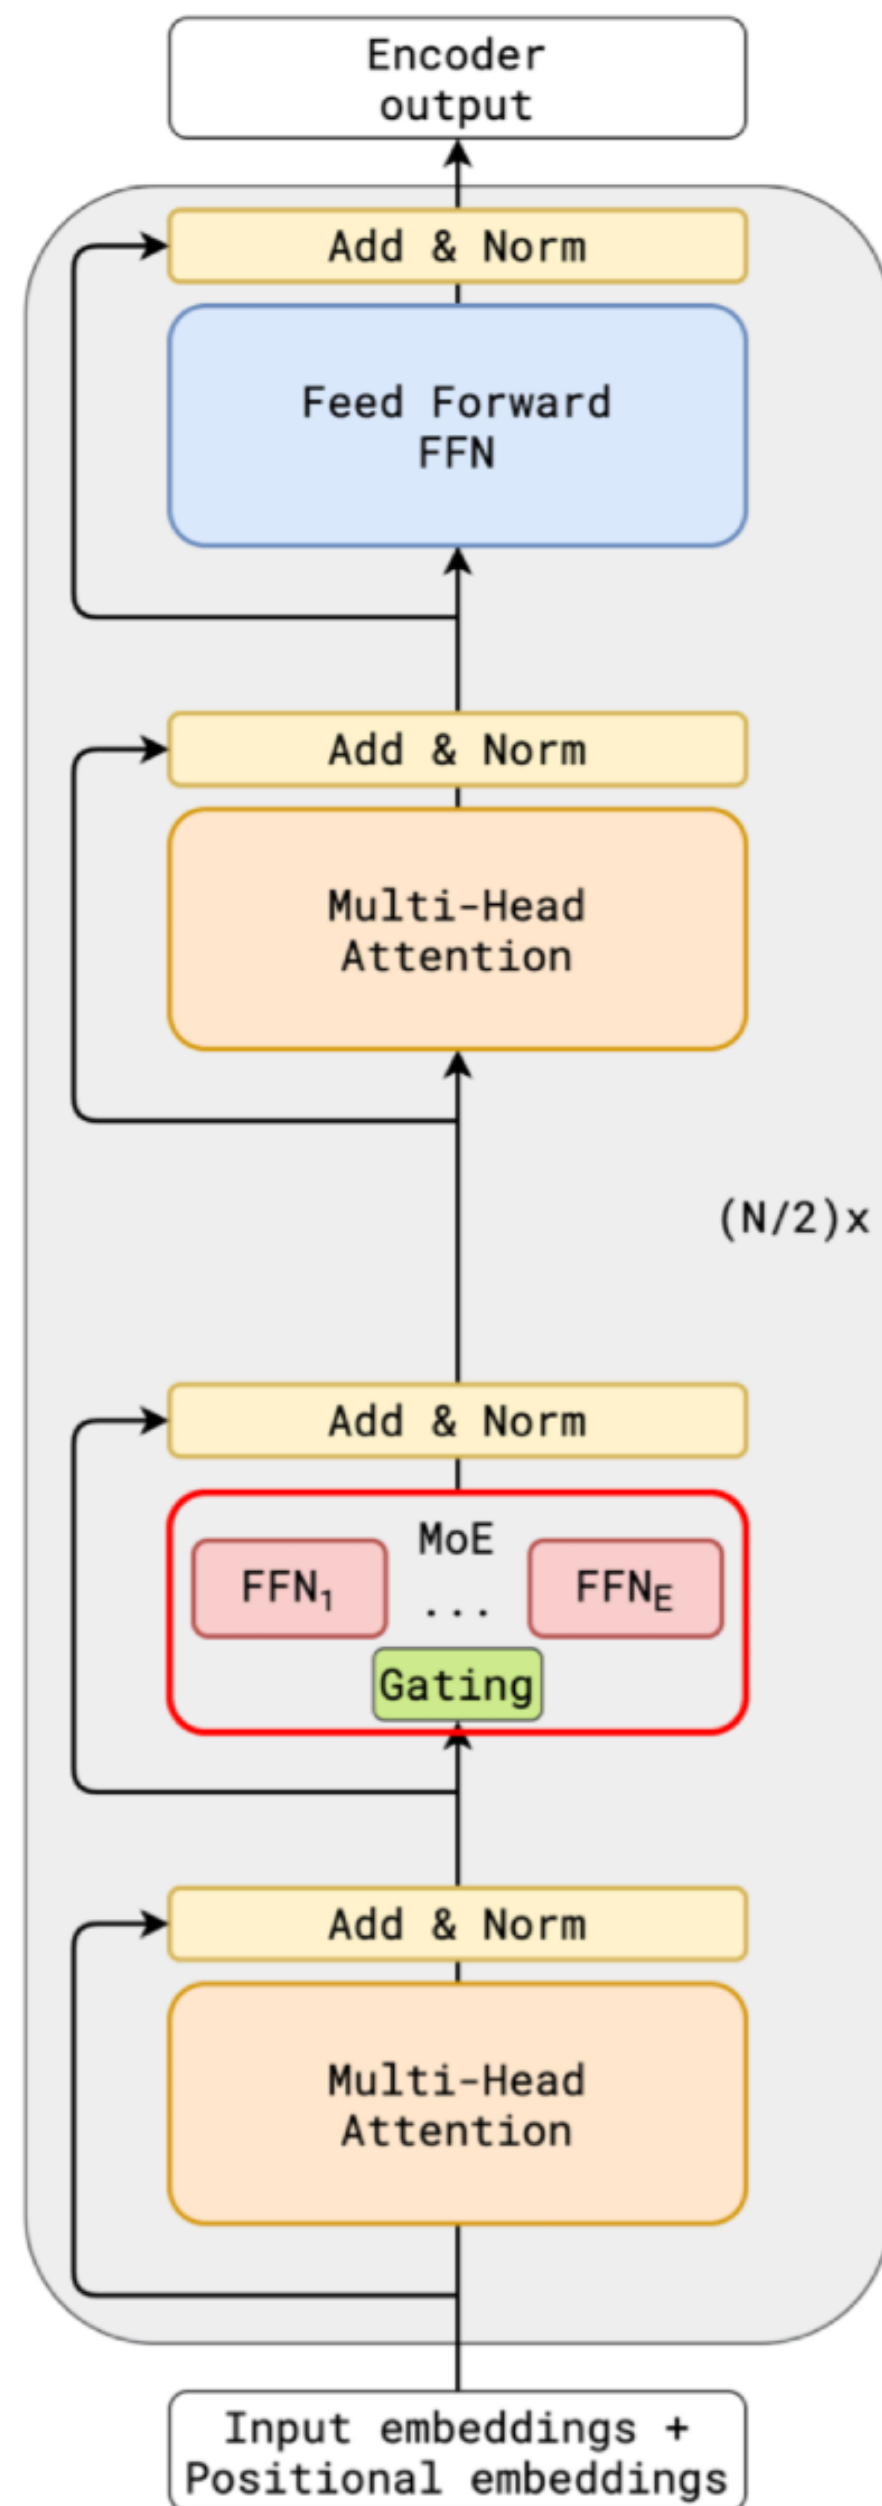 Encoder
output
Add & Norm
Feed Forward
FFN
Add & Norm
Multi-Head
Attention
(N/2)x
Add & Norm
MoE
FFN₁ ... FFN_E
Gating
Add & Norm
Multi-Head
Attention
Input embeddings +
Positional embeddings